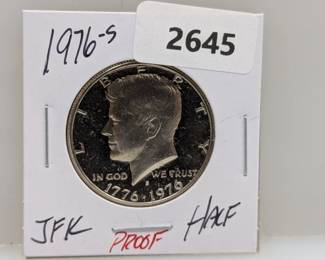 1976-S
2645
LIBERTY
IN GOD WE TRUST
S
1776·1976
JFK PROOF HALF